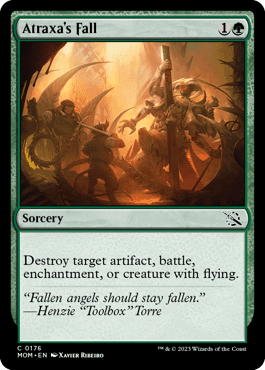 Atraxa's Fall 1
Sorcery
Destroy target artifact, battle,
enchantment, or creature with flying.
“Fallen angels should stay fallen.”
—Henzie “Toolbox” Torre
C 0176 ™ & © 2023 Wizards of the Coast
MOM • EN Xavier Ribeiro